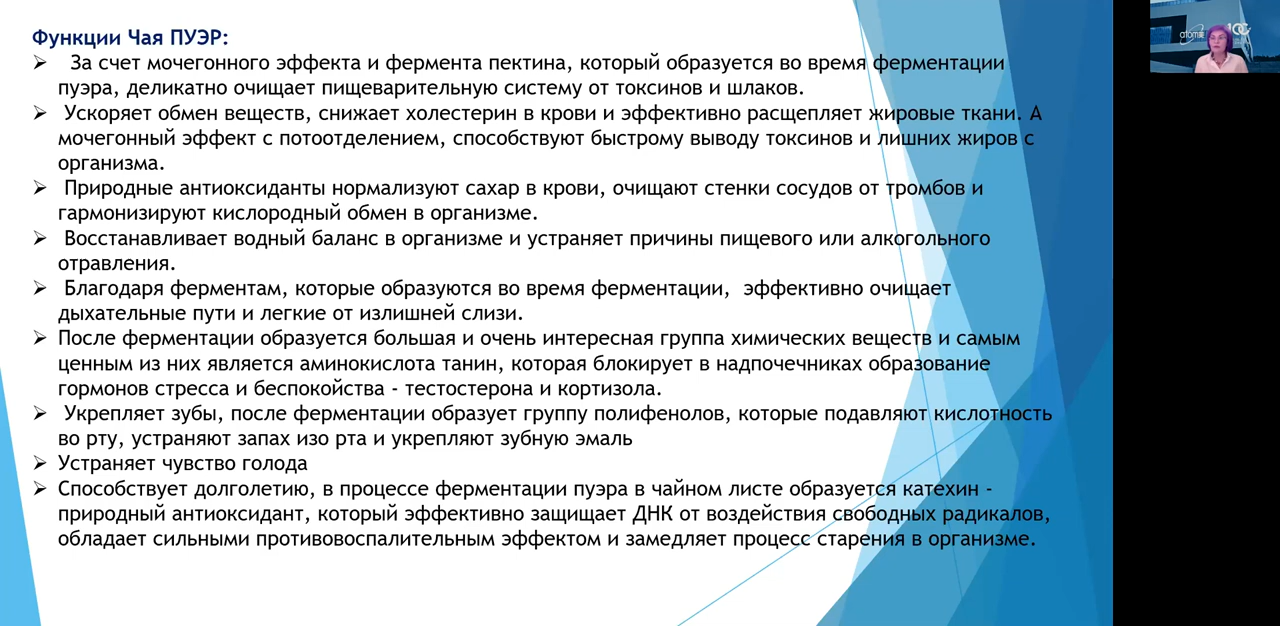 Функции Чая ПУЭР:
➢ За счет мочегонного эффекта и фермента пектина, который образуется во время ферментации
пуэра, деликатно очищает пищеварительную систему от токсинов и шлаков.
➢ Ускоряет обмен веществ, снижает холестерин в крови и эффективно расщепляет жировые ткани. А
мочегонный эффект с потоотделением, способствуют быстрому выводу токсинов и лишних жиров с
организма.
➢ Природные антиоксиданты нормализуют сахар в крови, очищают стенки сосудов от тромбов и
гармонизируют кислородный обмен в организме.
➢ Восстанавливает водный баланс в организме и устраняет причины пищевого или алкогольного
отравления.
➢ Благодаря ферментам, которые образуются во время ферментации, эффективно очищает
дыхательные пути и легкие от излишней слизи.
➢ После ферментации образуется большая и очень интересная группа химических веществ и самым
ценным из них является аминокислота танин, которая блокирует в надпочечниках образование
гормонов стресса и беспокойства - тестостерона и кортизола.
➢ Укрепляет зубы, после ферментации образует группу полифенолов, которые подавляют кислотность
во рту, устраняют запах изо рта и укрепляют зубную эмаль
➢ Устраняет чувство голода
➢ Способствует долголетию, в процессе ферментации пуэра в чайном листе образуется катехин -
природный антиоксидант, который эффективно защищает ДНК от воздействия свободных радикалов,
обладает сильными противовоспалительным эффектом и замедляет процесс старения в организме.